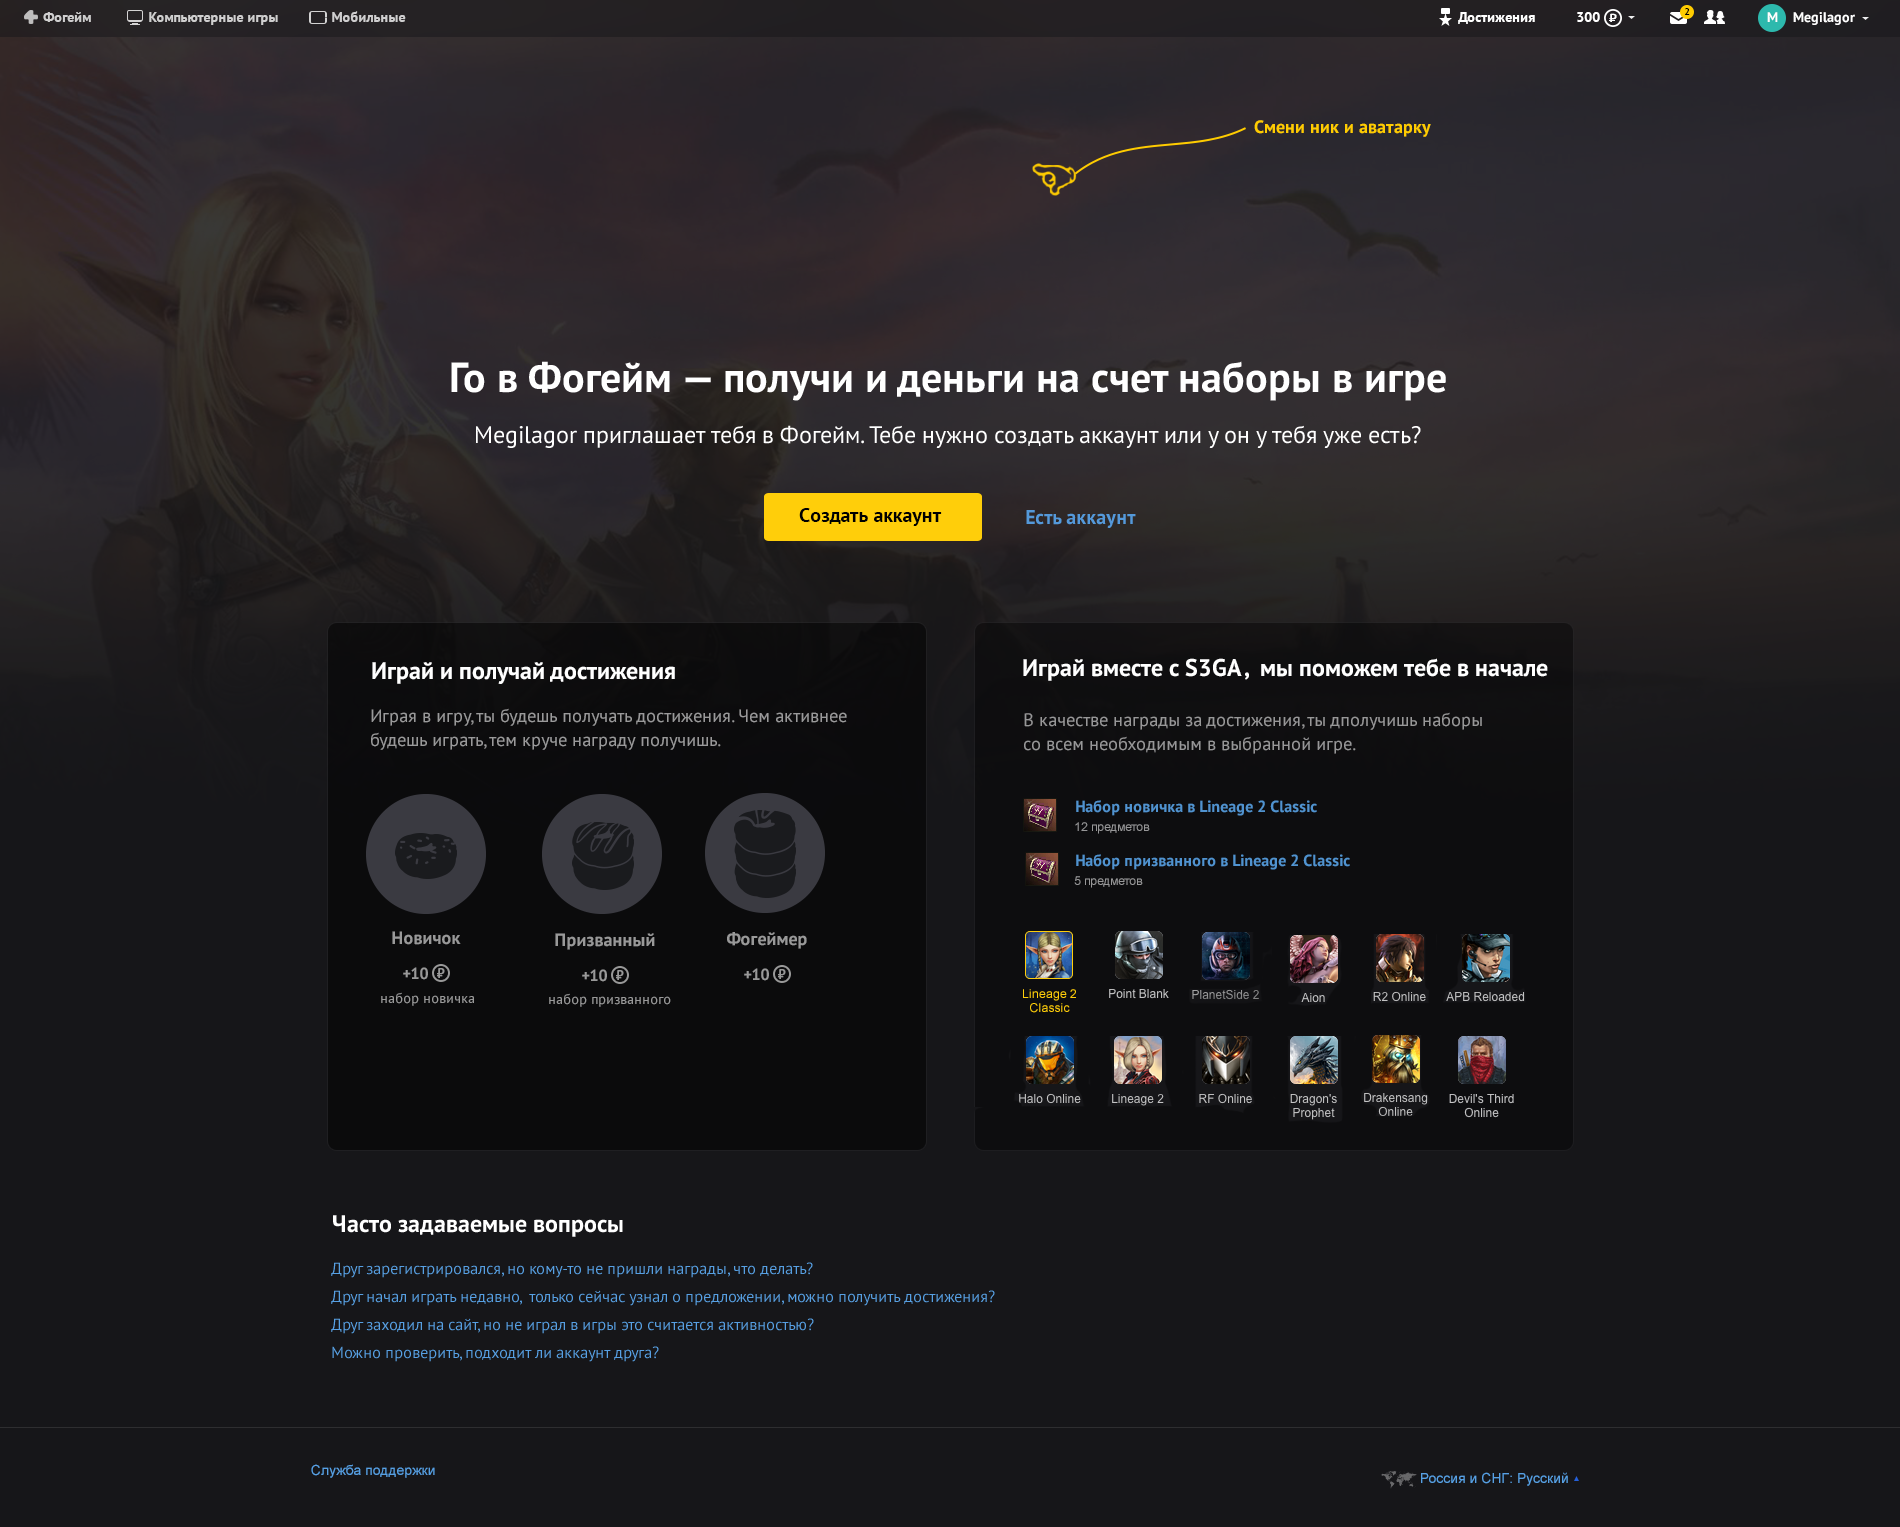 Фогейм
Компьютерные игры
Мобильные
Достижения
300 ₽
2
M
Megilagor
Смени ник и аватарку
Го в Фогейм — получи и деньги на счет наборы в игре
Megilagor приглашает тебя в Фогейм. Тебе нужно создать аккаунт или у он у тебя уже есть?
Создать аккаунт
Есть аккаунт
Играй и получай достижения
Играя в игру, ты будешь получать достижения. Чем активнее
будешь играть, тем круче награду получишь.
Новичок
+10 ₽
набор новичка
Призванный
+10 ₽
набор призванного
Фогеймер
+10 ₽
Играй вместе с S3GA, мы поможем тебе в начале
В качестве награды за достижения, ты дполучишь наборы
со всем необходимым в выбранной игре.
Набор новичка в Lineage 2 Classic
12 предметов
Набор призванного в Lineage 2 Classic
5 предметов
Lineage 2
Classic
Point Blank
PlanetSide 2
Aion
R2 Online
APB Reloaded
Halo Online
Lineage 2
RF Online
Dragon's
Prophet
Drakensang
Online
Devil's Third
Online
Часто задаваемые вопросы
Друг зарегистрировался, но кому-то не пришли награды, что делать?
Друг начал играть недавно, только сейчас узнал о предложении, можно получить достижения?
Друг заходил на сайт, но не играл в игры это считается активностью?
Можно проверить, подходит ли аккаунт друга?
Служба поддержки
Россия и СНГ: Русский